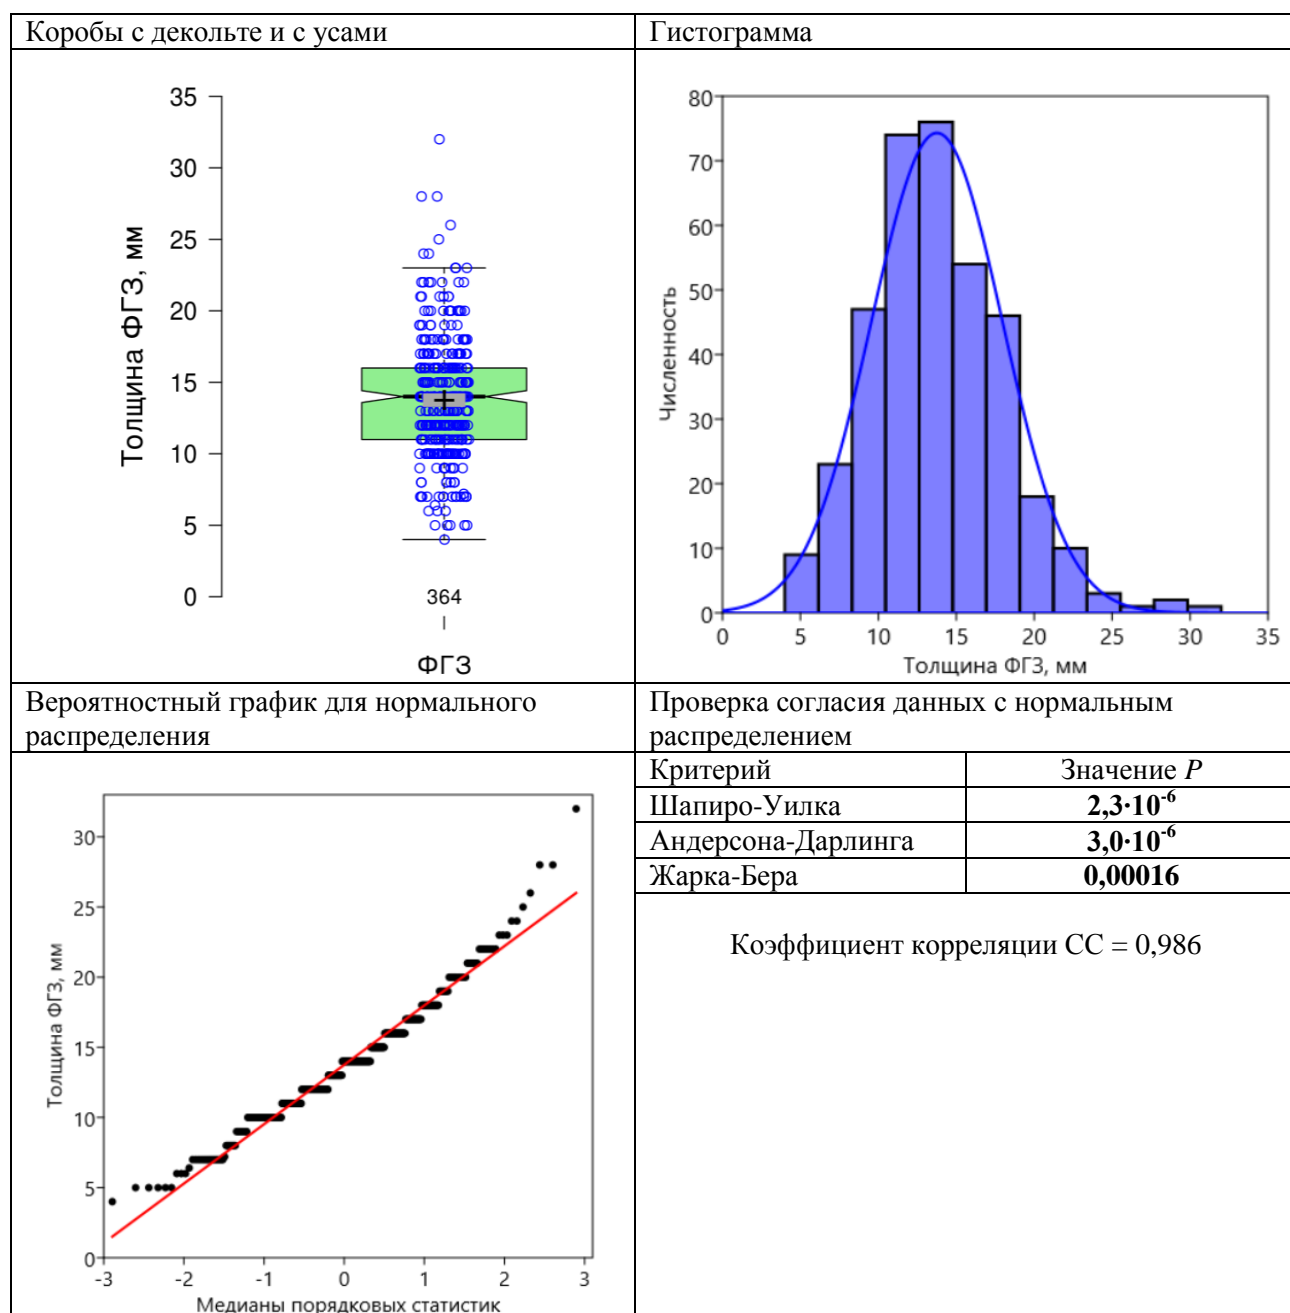 Коробы с декольте и с усами
Гистограмма
35
30
25
20
15
10
5
0
Толщина ФГЗ, мм
364
ФГЗ
80
70
60
50
40
30
20
10
0
Численность
0 5 10 15 20 25 30 35
Толщина ФГЗ, мм
Вероятностный график для нормального
распределения
Проверка согласия данных с нормальным
распределением
30
25
20
15
10
5
0
Толщина ФГЗ, мм
-3 -2 -1 0 1 2 3
Медианы порядковых статистик
Критерий Значение P
Шапиро-Уилка 2,3·10⁻⁶
Андерсона-Дарлинга 3,0·10⁻⁶
Жарка-Бера 0,00016
Коэффициент корреляции CC = 0,986